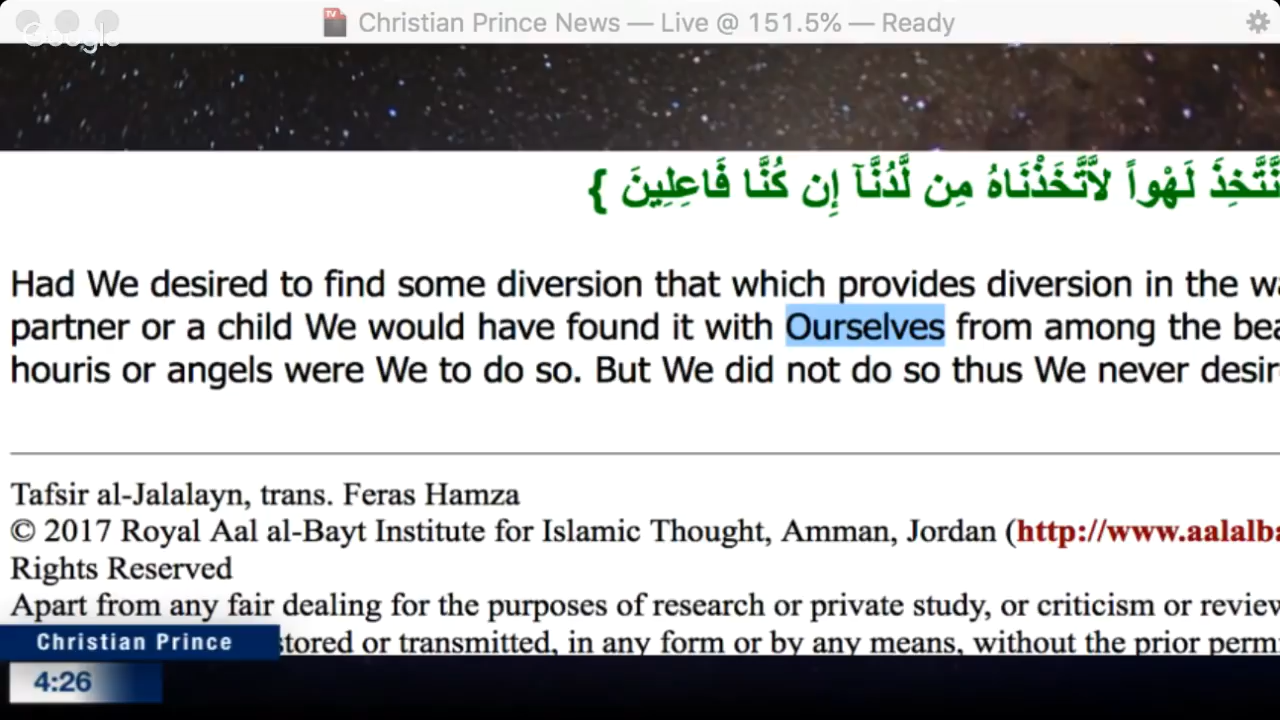 Christian Prince News — Live @ 151.5% — Ready
Google
نَّتَّخِذَ لَهْواً لاَّتَّخَذْنَاهُ مِن لَّدُنَّآ إِن كُنَّا فَاعِلِينَ }
Had We desired to find some diversion that which provides diversion in the
partner or a child We would have found it with Ourselves from among the
houris or angels were We to do so. But We did not do so thus We never
Tafsir al-Jalalayn, trans. Feras Hamza
© 2017 Royal Aal al-Bayt Institute for Islamic Thought, Amman, Jordan (http://www.aalalba
Rights Reserved
Apart from any fair dealing for the purposes of research or private study, or criticism or review
Christian Prince
stored or transmitted, in any form or by any means, without the prior perm
4:26